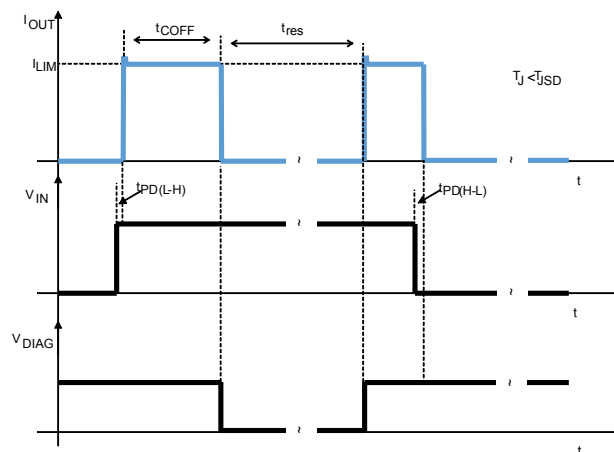 IOUT
tCOFF
tres
ILIM
TJ <TJSD
~
~
t
tPD(L-H)
tPD(H-L)
VIN
~
~
t
VDIAG
~
~
t